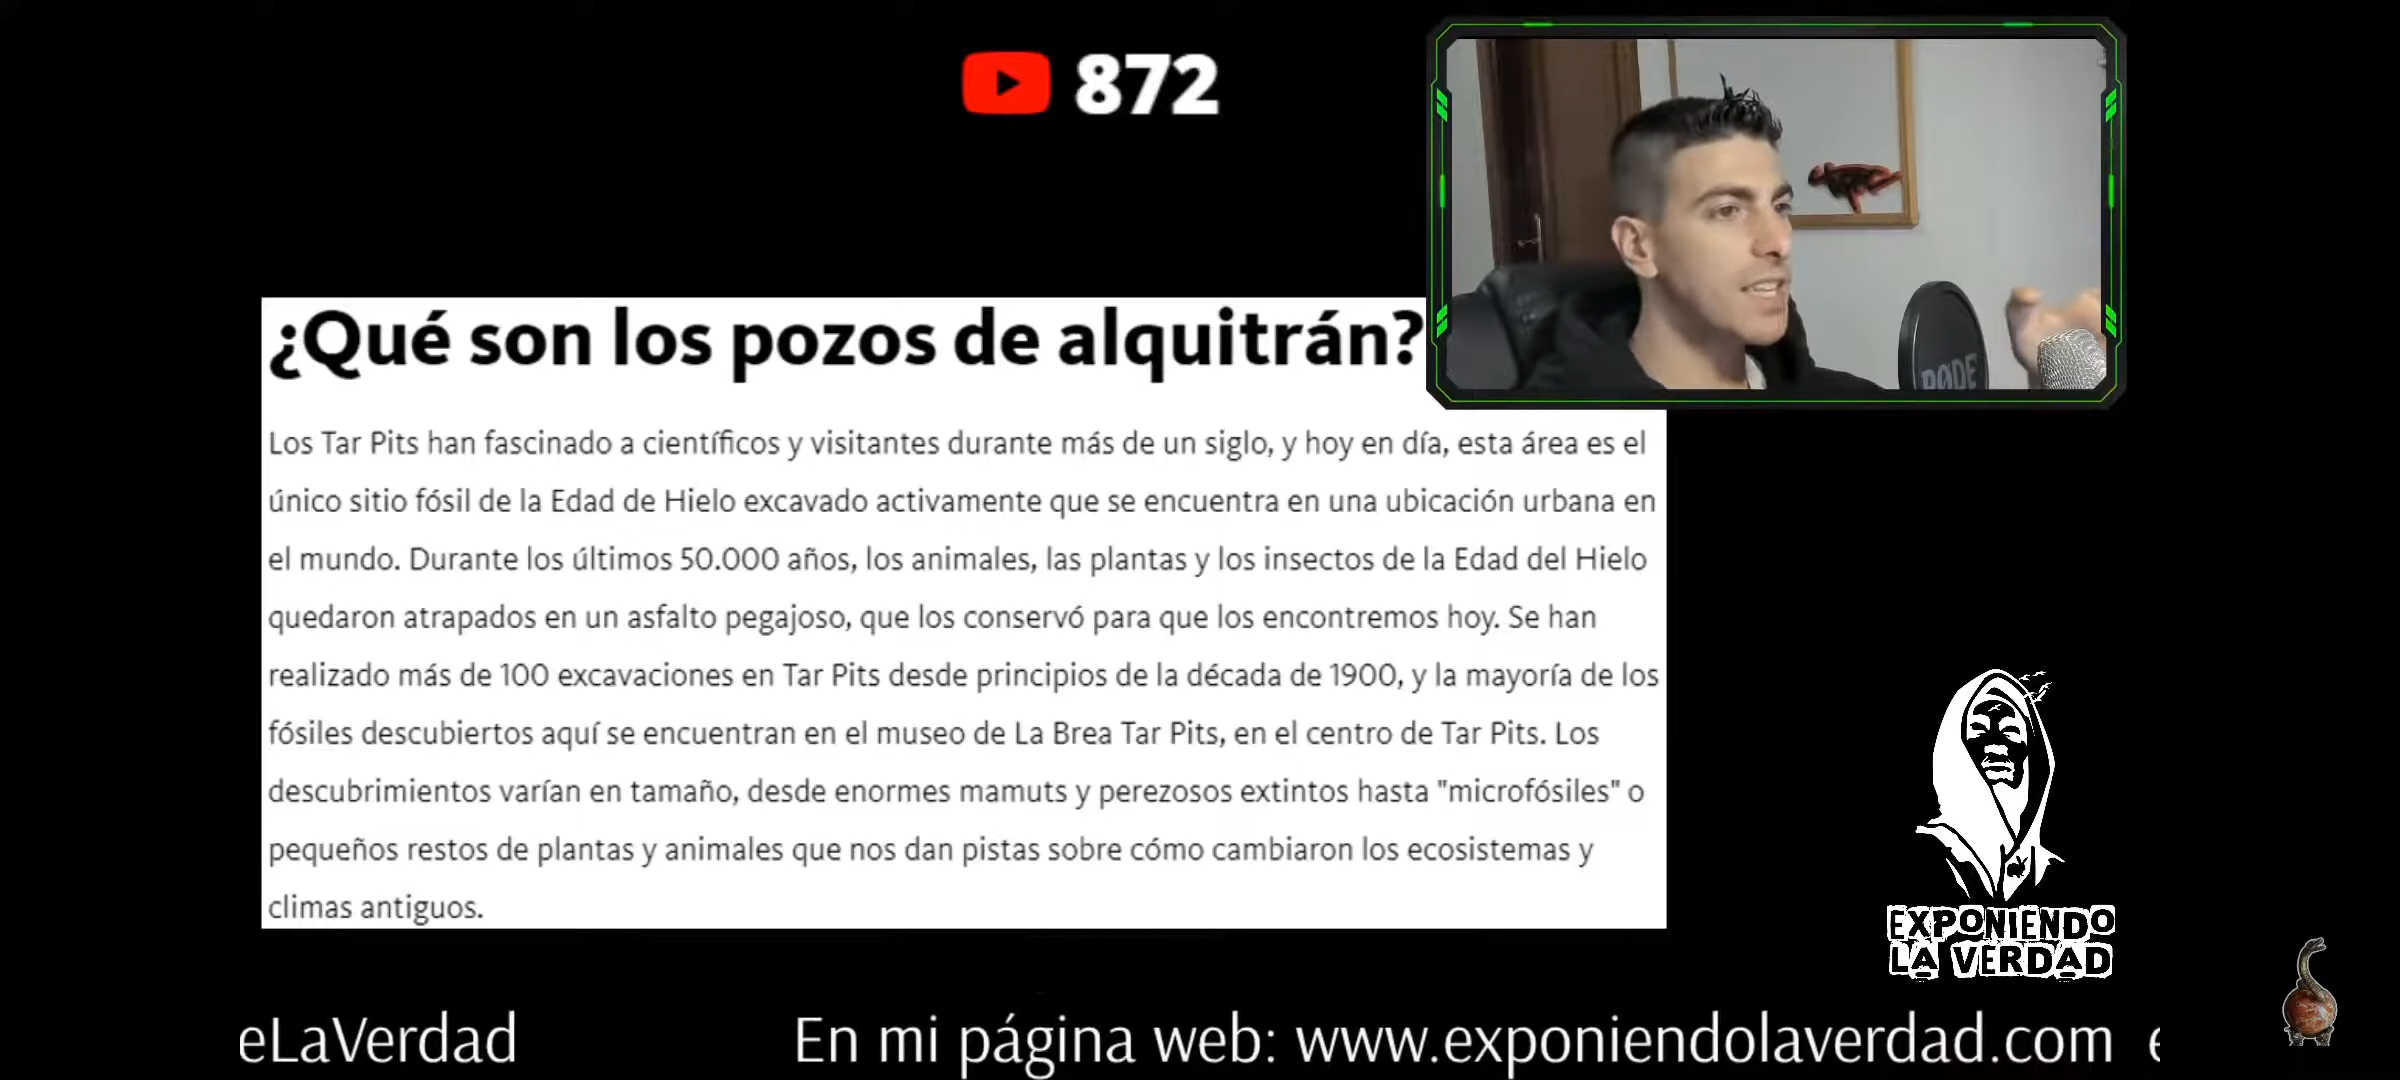 872
¿Qué son los pozos de alquitrán?
RØDE
Los Tar Pits han fascinado a científicos y visitantes durante más de un siglo, y hoy en día, esta área es el
único sitio fósil de la Edad de Hielo excavado activamente que se encuentra en una ubicación urbana en
el mundo. Durante los últimos 50.000 años, los animales, las plantas y los insectos de la Edad del Hielo
quedaron atrapados en un asfalto pegajoso, que los conservó para que los encontremos hoy. Se han
realizado más de 100 excavaciones en Tar Pits desde principios de la década de 1900, y la mayoría de los
fósiles descubiertos aquí se encuentran en el museo de La Brea Tar Pits, en el centro de Tar Pits. Los
descubrimientos varían en tamaño, desde enormes mamuts y perezosos extintos hasta "microfósiles" o
pequeños restos de plantas y animales que nos dan pistas sobre cómo cambiaron los ecosistemas y
climas antiguos.
EXPONIENDO
LA VERDAD
eLaVerdad En mi página web: www.exponiendolaverdad.com e